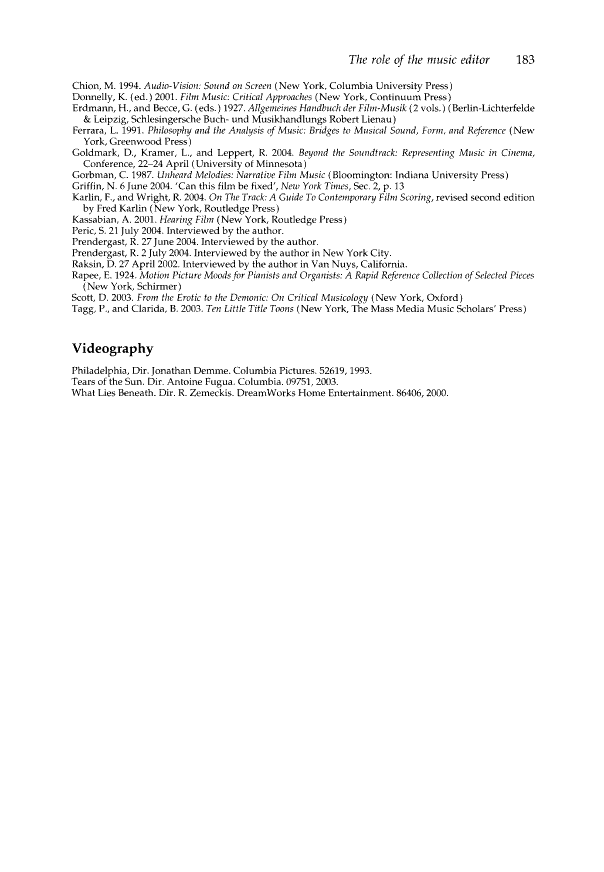 The role of the music editor 183
Chion, M. 1994. Audio-Vision: Sound on Screen (New York, Columbia University Press)
Donnelly, K. (ed.) 2001. Film Music: Critical Approaches (New York, Continuum Press)
Erdmann, H., and Becce, G. (eds.) 1927. Allgemeines Handbuch der Film-Musik (2 vols.) (Berlin-Lichterfelde
& Leipzig, Schlesingersche Buch- und Musikhandlungs Robert Lienau)
Ferrara, L. 1991. Philosophy and the Analysis of Music: Bridges to Musical Sound, Form, and Reference (New
York, Greenwood Press)
Goldmark, D., Kramer, L., and Leppert, R. 2004. Beyond the Soundtrack: Representing Music in Cinema,
Conference, 22–24 April (University of Minnesota)
Gorbman, C. 1987. Unheard Melodies: Narrative Film Music (Bloomington: Indiana University Press)
Griffin, N. 6 June 2004. ‘Can this film be fixed’, New York Times, Sec. 2, p. 13
Karlin, F., and Wright, R. 2004. On The Track: A Guide To Contemporary Film Scoring, revised second edition
by Fred Karlin (New York, Routledge Press)
Kassabian, A. 2001. Hearing Film (New York, Routledge Press)
Peric, S. 21 July 2004. Interviewed by the author.
Prendergast, R. 27 June 2004. Interviewed by the author.
Prendergast, R. 2 July 2004. Interviewed by the author in New York City.
Raksin, D. 27 April 2002. Interviewed by the author in Van Nuys, California.
Rapee, E. 1924. Motion Picture Moods for Pianists and Organists: A Rapid Reference Collection of Selected Pieces
(New York, Schirmer)
Scott, D. 2003. From the Erotic to the Demonic: On Critical Musicology (New York, Oxford)
Tagg, P., and Clarida, B. 2003. Ten Little Title Toons (New York, The Mass Media Music Scholars’ Press)
Videography
Philadelphia, Dir. Jonathan Demme. Columbia Pictures. 52619, 1993.
Tears of the Sun. Dir. Antoine Fugua. Columbia. 09751, 2003.
What Lies Beneath. Dir. R. Zemeckis. DreamWorks Home Entertainment. 86406, 2000.